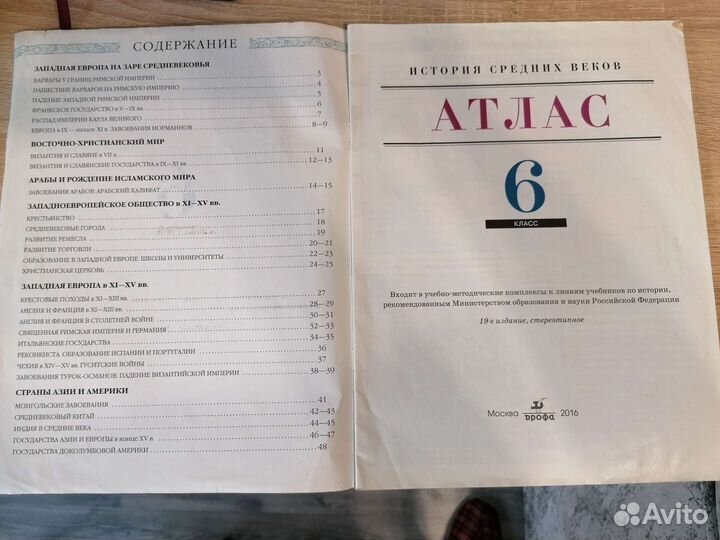 СОДЕРЖАНИЕ
ЗАПАДНАЯ ЕВРОПА НА ЗАРЕ СРЕДНЕВЕКОВЬЯ
ВАРВАРЫ У ГРАНИЦ РИМСКОЙ ИМПЕРИИ 3
НАШЕСТВИЕ ВАРВАРОВ НА РИМСКУЮ ИМПЕРИЮ 4
ПАДЕНИЕ ЗАПАДНОЙ РИМСКОЙ ИМПЕРИИ 5
ФРАНКСКОЕ ГОСУДАРСТВО в V—IX вв. 6
РАСПАД ИМПЕРИИ КАРЛА ВЕЛИКОГО 7
ЕВРОПА в IX — начале XI в. ЗАВОЕВАНИЯ НОРМАННОВ 8—9
ВОСТОЧНО-ХРИСТИАНСКИЙ МИР
ВИЗАНТИЯ И СЛАВЯНЕ в VII в. 11
ВИЗАНТИЯ И СЛАВЯНСКИЕ ГОСУДАРСТВА в IX—XI вв. 12—13
АРАБЫ И РОЖДЕНИЕ ИСЛАМСКОГО МИРА
ЗАВОЕВАНИЯ АРАБОВ. АРАБСКИЙ ХАЛИФАТ 14—15
ЗАПАДНОЕВРОПЕЙСКОЕ ОБЩЕСТВО в XI—XV вв.
КРЕСТЬЯНСТВО 17
СРЕДНЕВЕКОВЫЕ ГОРОДА 18
РАЗВИТИЕ РЕМЕСЛА 19
РАЗВИТИЕ ТОРГОВЛИ 20—21
ОБРАЗОВАНИЕ В ЗАПАДНОЙ ЕВРОПЕ. ШКОЛЫ И УНИВЕРСИТЕТЫ 22—23
ХРИСТИАНСКАЯ ЦЕРКОВЬ 24—25
ЗАПАДНАЯ ЕВРОПА в XI—XV вв.
КРЕСТОВЫЕ ПОХОДЫ в XI—XIII вв. 27
АНГЛИЯ И ФРАНЦИЯ в XI—XIII вв. 28—29
АНГЛИЯ И ФРАНЦИЯ В СТОЛЕТНЕЙ ВОЙНЕ 30—31
СВЯЩЕННАЯ РИМСКАЯ ИМПЕРИЯ И ГЕРМАНИЯ 32—33
ИТАЛЬЯНСКИЕ ГОСУДАРСТВА 34—35
РЕКОНКИСТА. ОБРАЗОВАНИЕ ИСПАНИИ И ПОРТУГАЛИИ 36
ЧЕХИЯ в XIV—XV вв. ГУСИТСКИЕ ВОЙНЫ 37
ЗАВОЕВАНИЯ ТУРОК-ОСМАНОВ. ПАДЕНИЕ ВИЗАНТИЙСКОЙ ИМПЕРИИ 38—39
СТРАНЫ АЗИИ И АМЕРИКИ
МОНГОЛЬСКИЕ ЗАВОЕВАНИЯ 41
СРЕДНЕВЕКОВЫЙ КИТАЙ 42—43
ИНДИЯ В СРЕДНИЕ ВЕКА 44—45
ГОСУДАРСТВА АЗИИ И ЕВРОПЫ в конце XV в. 46—47
ГОСУДАРСТВА ДОКОЛУМБОВОЙ АМЕРИКИ 48
ИСТОРИЯ СРЕДНИХ ВЕКОВ
АТЛАС
6
КЛАСС
Входит в учебно-методические комплексы к линиям учебников по истории,
рекомендованным Министерством образования и науки Российской Федерации
19-е издание, стереотипное
Москва дрофа 2016
Avito